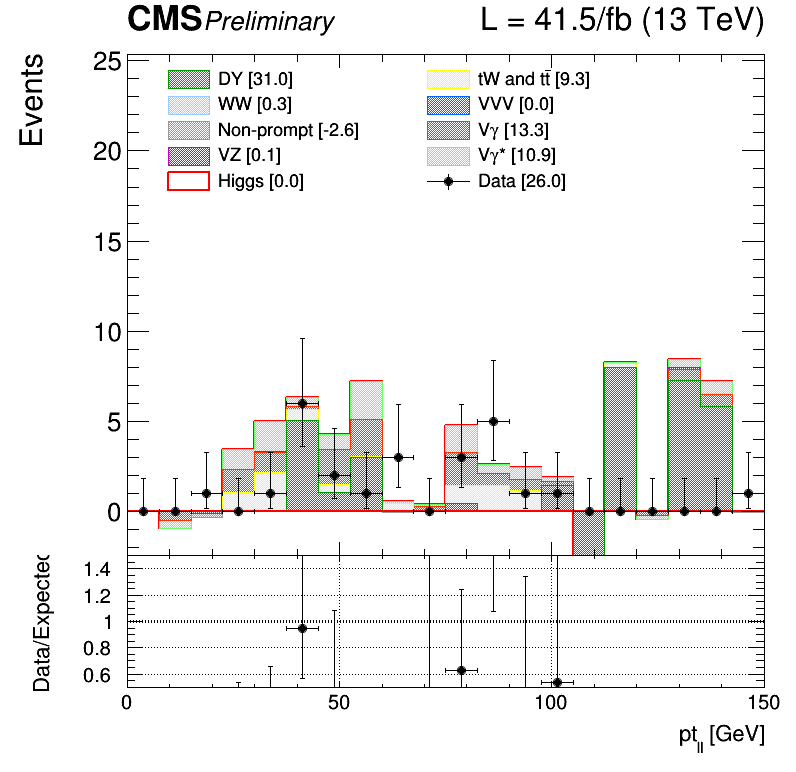 CMS Preliminary L = 41.5/fb (13 TeV)
Events
25
20
15
10
5
0
DY [31.0]
WW [0.3]
Non-prompt [-2.6]
VZ [0.1]
Higgs [0.0]
tW and tt̄ [9.3]
VVV [0.0]
Vγ [13.3]
Vγ* [10.9]
Data [26.0]
Data/Expected
1.4
1.2
1
0.8
0.6
0 50 100 150
pt_ll [GeV]